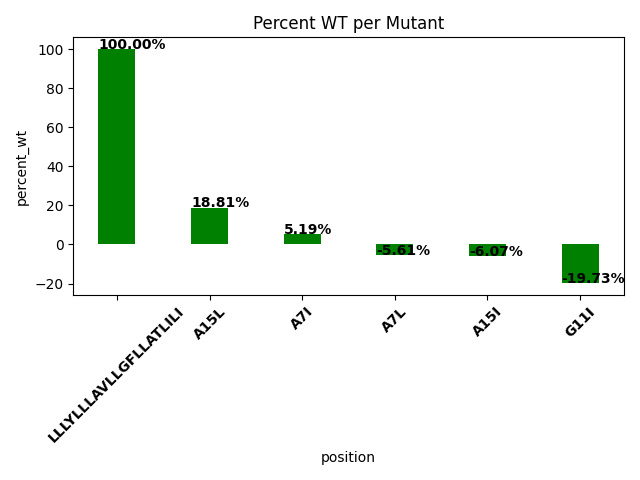 Percent WT per Mutant
percent_wt
100
80
60
40
20
0
−20
100.00%
18.81%
5.19%
-5.61%
-6.07%
-19.73%
LLLYLLLAVLLGFLLATLILI
A15L
A7I
A7L
A15I
G11I
position